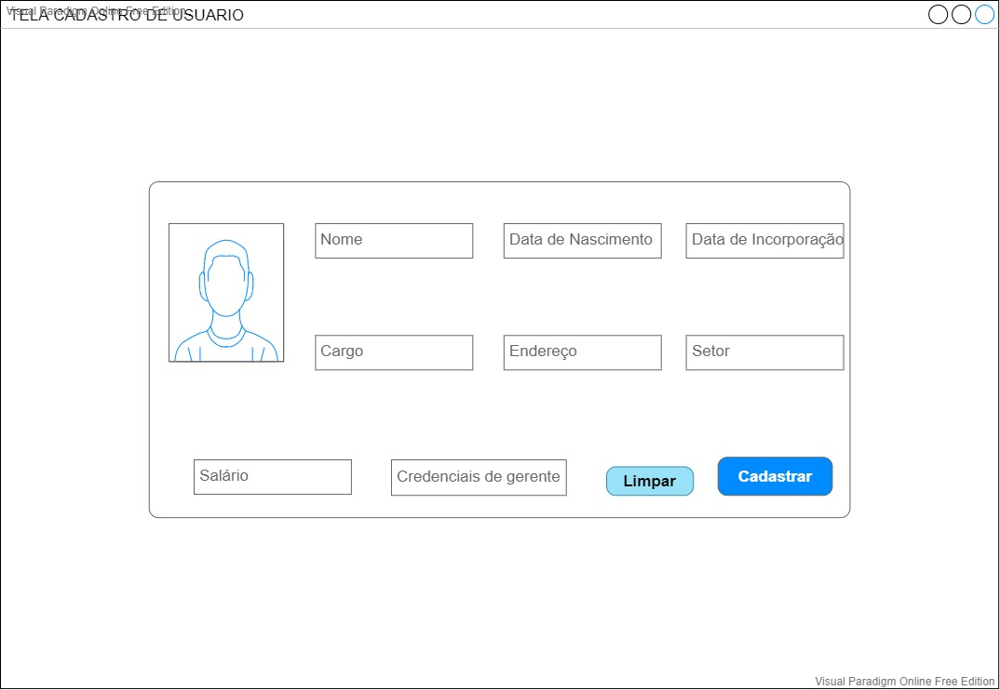 Visual Paradigm Online Free Edition
TELA CADASTRO DE USUARIO
Nome
Data de Nascimento
Data de Incorporação
Cargo
Endereço
Setor
Salário
Credenciais de gerente
Limpar
Cadastrar
Visual Paradigm Online Free Edition